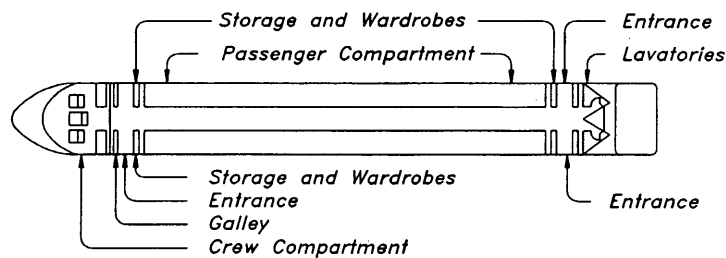 Storage and Wardrobes
Entrance
Passenger Compartment
Lavatories
Storage and Wardrobes
Entrance
Entrance
Galley
Crew Compartment